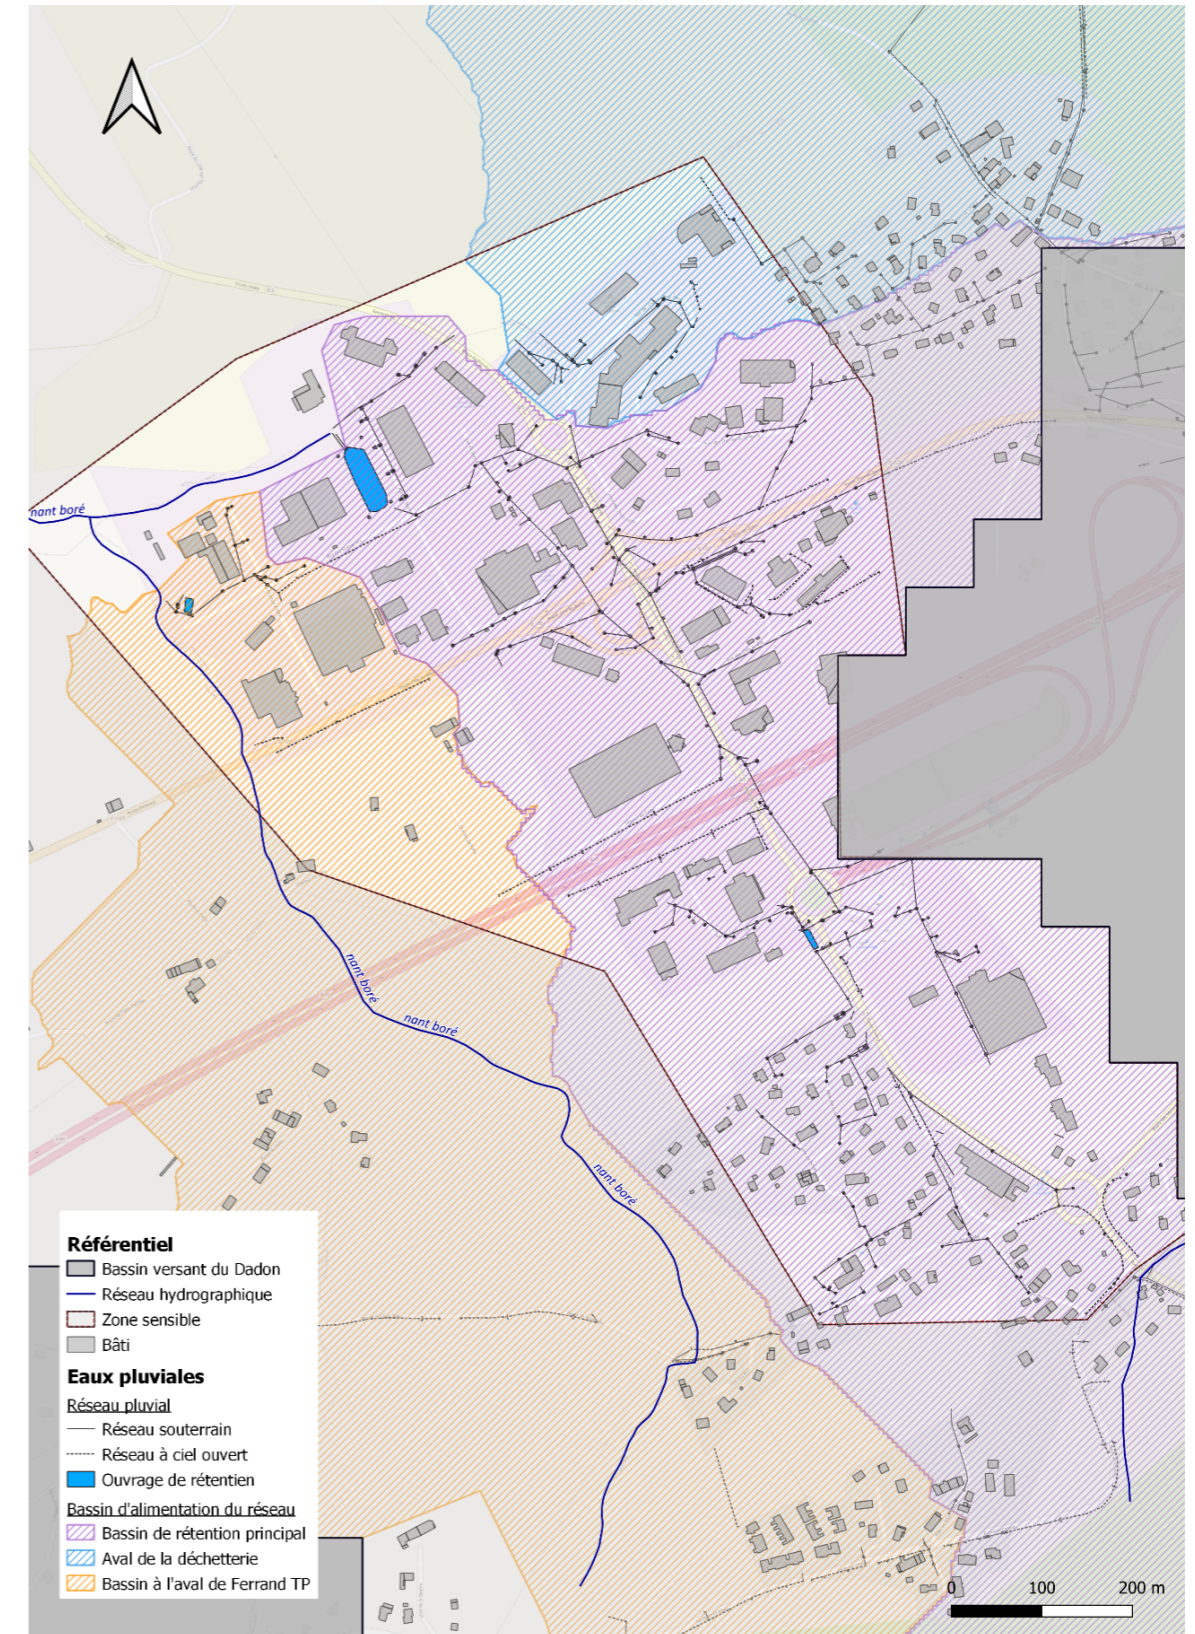 nant boré
nant boré
nant boré
nant boré
Référentiel
Bassin versant du Dadon
Réseau hydrographique
Zone sensible
Bâti
Eaux pluviales
Réseau pluvial
Réseau souterrain
Réseau à ciel ouvert
Ouvrage de rétentien
Bassin d'alimentation du réseau
Bassin de rétention principal
Aval de la déchetterie
Bassin à l'aval de Ferrand TP
0 100 200 m